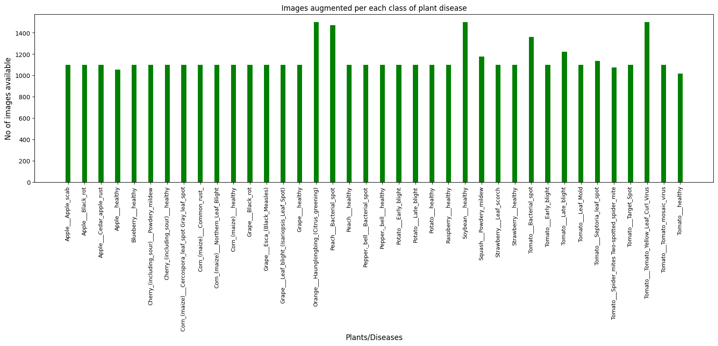 Images augmented per each class of plant disease
No of images available
1400
1200
1000
800
600
400
200
0
Apple___Apple_scab
Apple___Black_rot
Apple___Cedar_apple_rust
Apple___healthy
Blueberry___healthy
Cherry_(including_sour)___Powdery_mildew
Cherry_(including_sour)___healthy
Corn_(maize)___Cercospora_leaf_spot Gray_leaf_spot
Corn_(maize)___Common_rust_
Corn_(maize)___Northern_Leaf_Blight
Corn_(maize)___healthy
Grape___Black_rot
Grape___Esca_(Black_Measles)
Grape___Leaf_blight_(Isariopsis_Leaf_Spot)
Grape___healthy
Orange___Haunglongbing_(Citrus_greening)
Peach___Bacterial_spot
Peach___healthy
Pepper,_bell___Bacterial_spot
Pepper,_bell___healthy
Potato___Early_blight
Potato___Late_blight
Potato___healthy
Raspberry___healthy
Soybean___healthy
Squash___Powdery_mildew
Strawberry___Leaf_scorch
Strawberry___healthy
Tomato___Bacterial_spot
Tomato___Early_blight
Tomato___Late_blight
Tomato___Leaf_Mold
Tomato___Septoria_leaf_spot
Tomato___Spider_mites Two-spotted_spider_mite
Tomato___Target_Spot
Tomato___Tomato_Yellow_Leaf_Curl_Virus
Tomato___Tomato_mosaic_virus
Tomato___healthy
Plants/Diseases